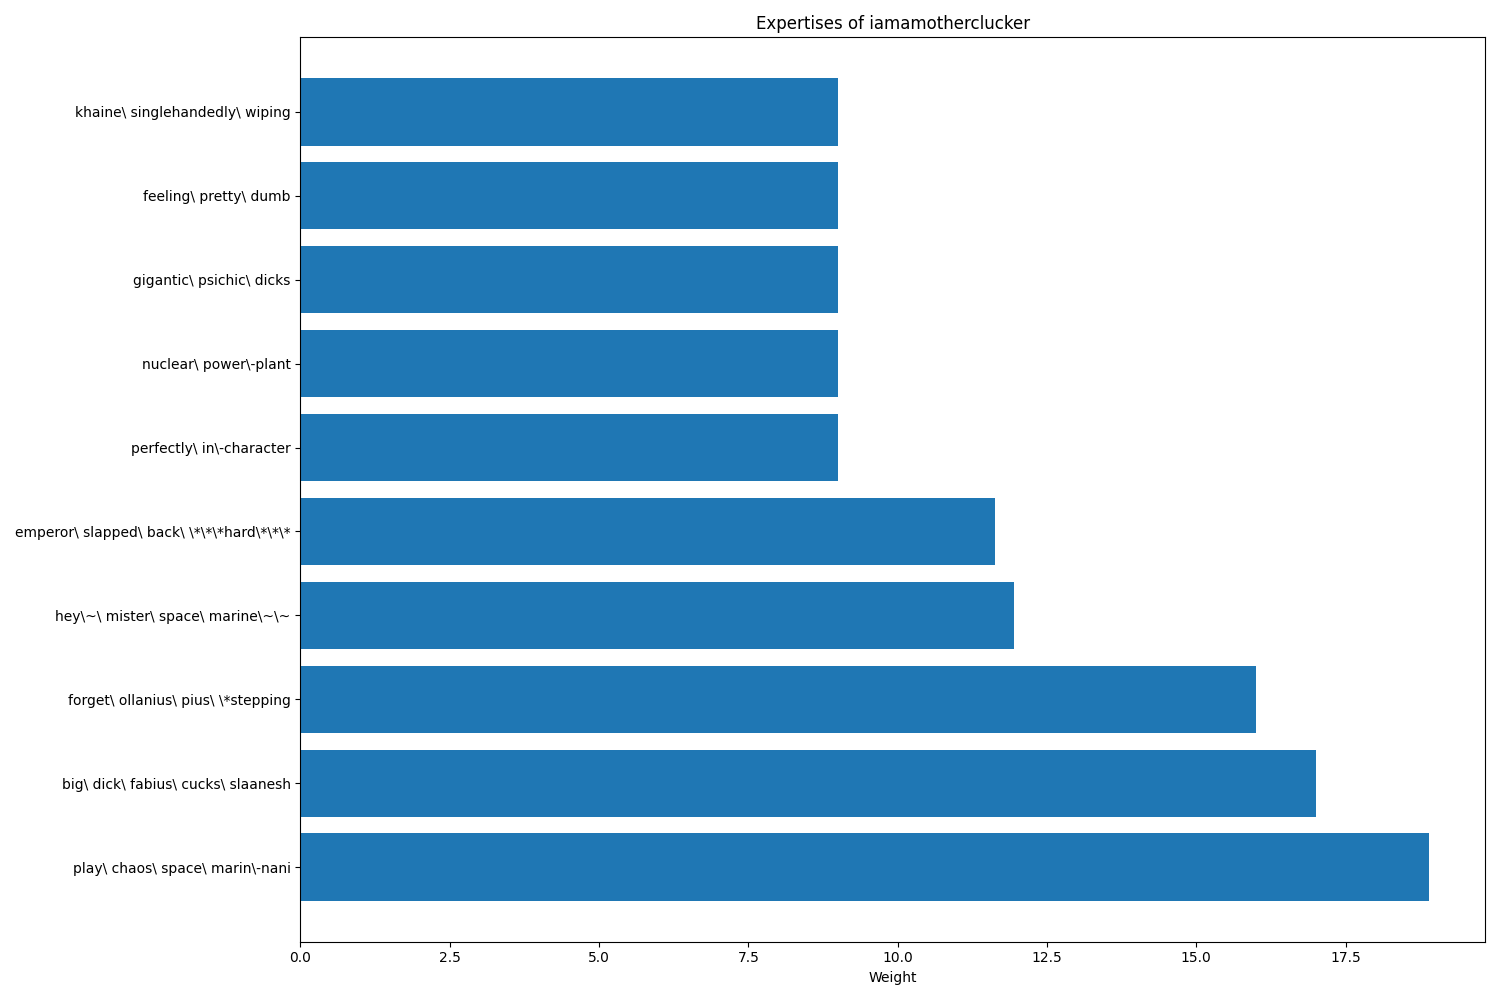 Expertises of iamamotherclucker
khaine\ singlehandedly\ wiping
feeling\ pretty\ dumb
gigantic\ psichic\ dicks
nuclear\ power\-plant
perfectly\ in\-character
emperor\ slapped\ back\ \*\*\*hard\*\*\*
hey\~\ mister\ space\ marine\~\~
forget\ ollanius\ pius\ \*stepping
big\ dick\ fabius\ cucks\ slaanesh
play\ chaos\ space\ marin\-nani
0.0 2.5 5.0 7.5 10.0 12.5 15.0 17.5
Weight